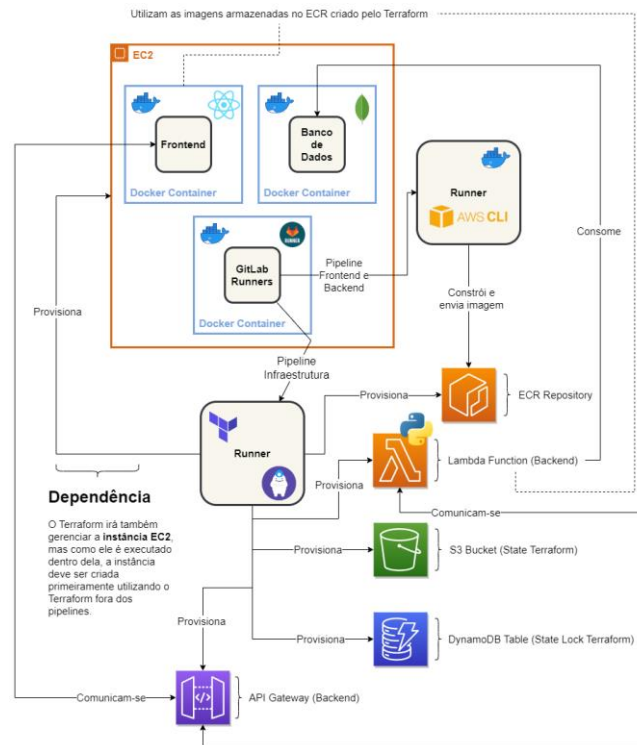 Utilizam as imagens armazenadas no ECR criado pelo Terraform
EC2
Frontend
Docker Container
Banco
de
Dados
Docker Container
Runner
AWS CLI
GitLab
Runners
Docker Container
Pipeline
Frontend e
Backend
Consome
Provisiona
Constrói e
envia imagem
Pipeline
Infraestrutura
Provisiona
ECR Repository
Runner
Lambda Function (Backend)
Provisiona
Comunicam-se
Dependência
O Terraform irá também
gerenciar a instância EC2,
mas como ele é executado
dentro dela, a instância
deve ser criada
primeiramente utilizando o
Terraform fora dos
pipelines.
Provisiona
S3 Bucket (State Terraform)
Provisiona
Provisiona
DynamoDB Table (State Lock Terraform)
Comunicam-se
API Gateway (Backend)